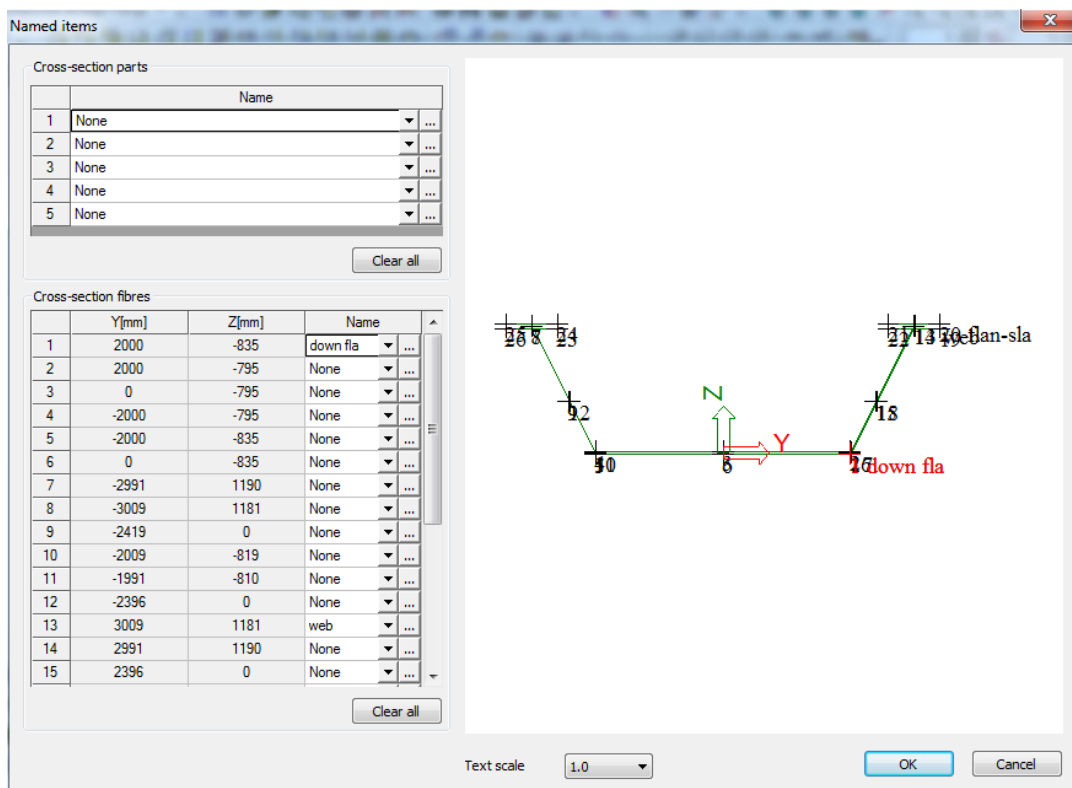 Named items
x
Cross-section parts
Name
1 None ...
2 None ...
3 None ...
4 None ...
5 None ...
Clear all
Cross-section fibres
Y[mm] Z[mm] Name
1 2000 -835 down fla ...
2 2000 -795 None ...
3 0 -795 None ...
4 -2000 -795 None ...
5 -2000 -835 None ...
6 0 -835 None ...
7 -2991 1190 None ...
8 -3009 1181 None ...
9 -2419 0 None ...
10 -2009 -819 None ...
11 -1991 -810 None ...
12 -2396 0 None ...
13 3009 1181 web ...
14 2991 1190 None ...
15 2396 0 None ...
Clear all
Z
Y
down fla
Text scale 1.0 OK Cancel